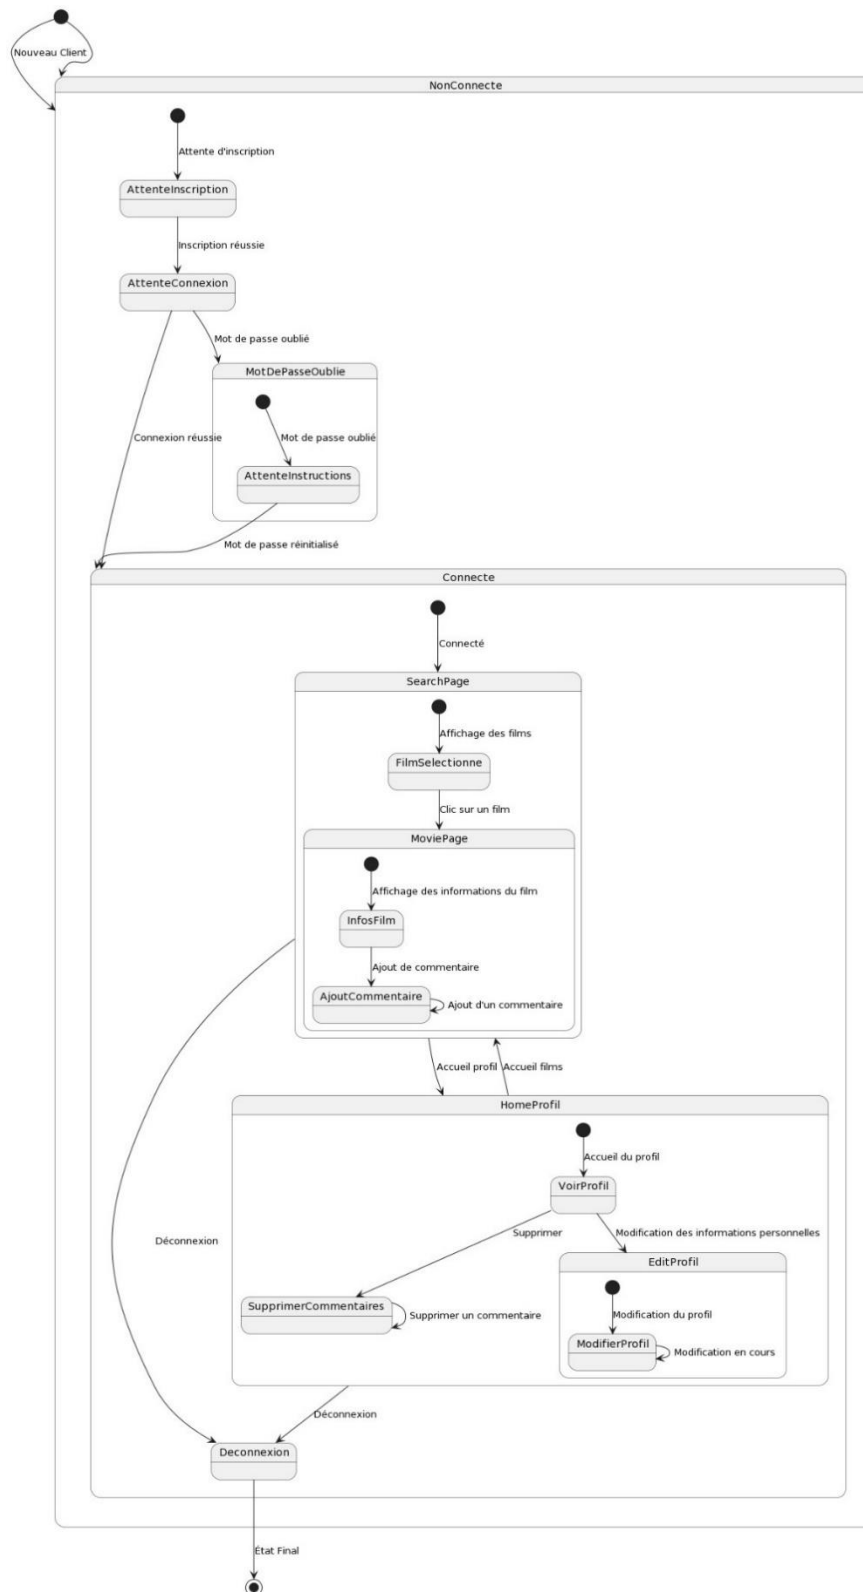 Nouveau Client
NonConnecte
Attente d'inscription
AttenteInscription
Inscription réussie
AttenteConnexion
Mot de passe oublié
MotDePasseOublie
Connexion réussie
Mot de passe oublié
AttenteInstructions
Mot de passe réinitialisé
Connecte
Connecté
SearchPage
Affichage des films
FilmSelectionne
Clic sur un film
MoviePage
Affichage des informations du film
InfosFilm
Ajout de commentaire
AjoutCommentaire
Ajout d'un commentaire
Accueil profil
Accueil films
HomeProfil
Accueil du profil
VoirProfil
Déconnexion
Supprimer
Modification des informations personnelles
EditProfil
SupprimerCommentaires
Supprimer un commentaire
Modification du profil
ModifierProfil
Modification en cours
Déconnexion
Deconnexion
État Final